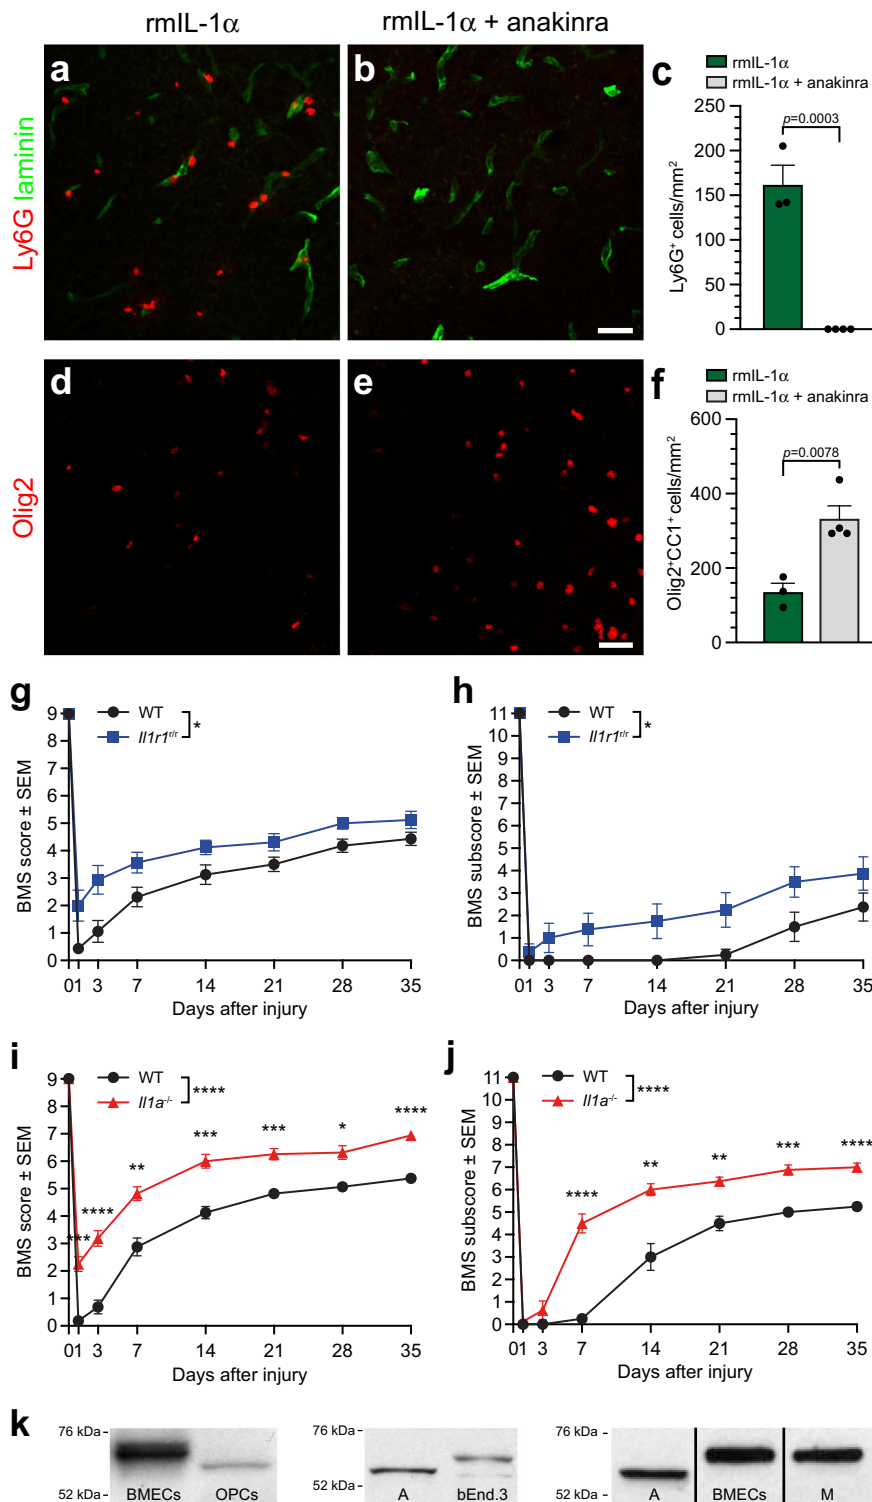 rmIL-1α
rmIL-1α + anakinra
Ly6G laminin
a
b
c
rmIL-1α
rmIL-1α + anakinra
p=0.0003
Ly6G⁺ cells/mm²
250
200
150
100
50
0
Olig2
d
e
f
rmIL-1α
rmIL-1α + anakinra
p=0.0078
Olig2⁺CC1⁺ cells/mm²
600
400
200
0
g
WT
Il1r1ʳ/ʳ
*
BMS score ± SEM
9
8
7
6
5
4
3
2
1
0
0 1 3 7 14 21 28 35
Days after injury
h
WT
Il1r1ʳ/ʳ
*
BMS subscore ± SEM
11
10
9
8
7
6
5
4
3
2
1
0
0 1 3 7 14 21 28 35
Days after injury
i
WT
Il1a⁻/⁻
****
*** **** ** *** *** * ****
BMS score ± SEM
9
8
7
6
5
4
3
2
1
0
0 1 3 7 14 21 28 35
Days after injury
j
WT
Il1a⁻/⁻
****
**** ** ** *** ****
BMS subscore ± SEM
11
10
9
8
7
6
5
4
3
2
1
0
0 1 3 7 14 21 28 35
Days after injury
k
76 kDa
52 kDa
BMECs OPCs
76 kDa
52 kDa
A bEnd.3
76 kDa
52 kDa
A BMECs M